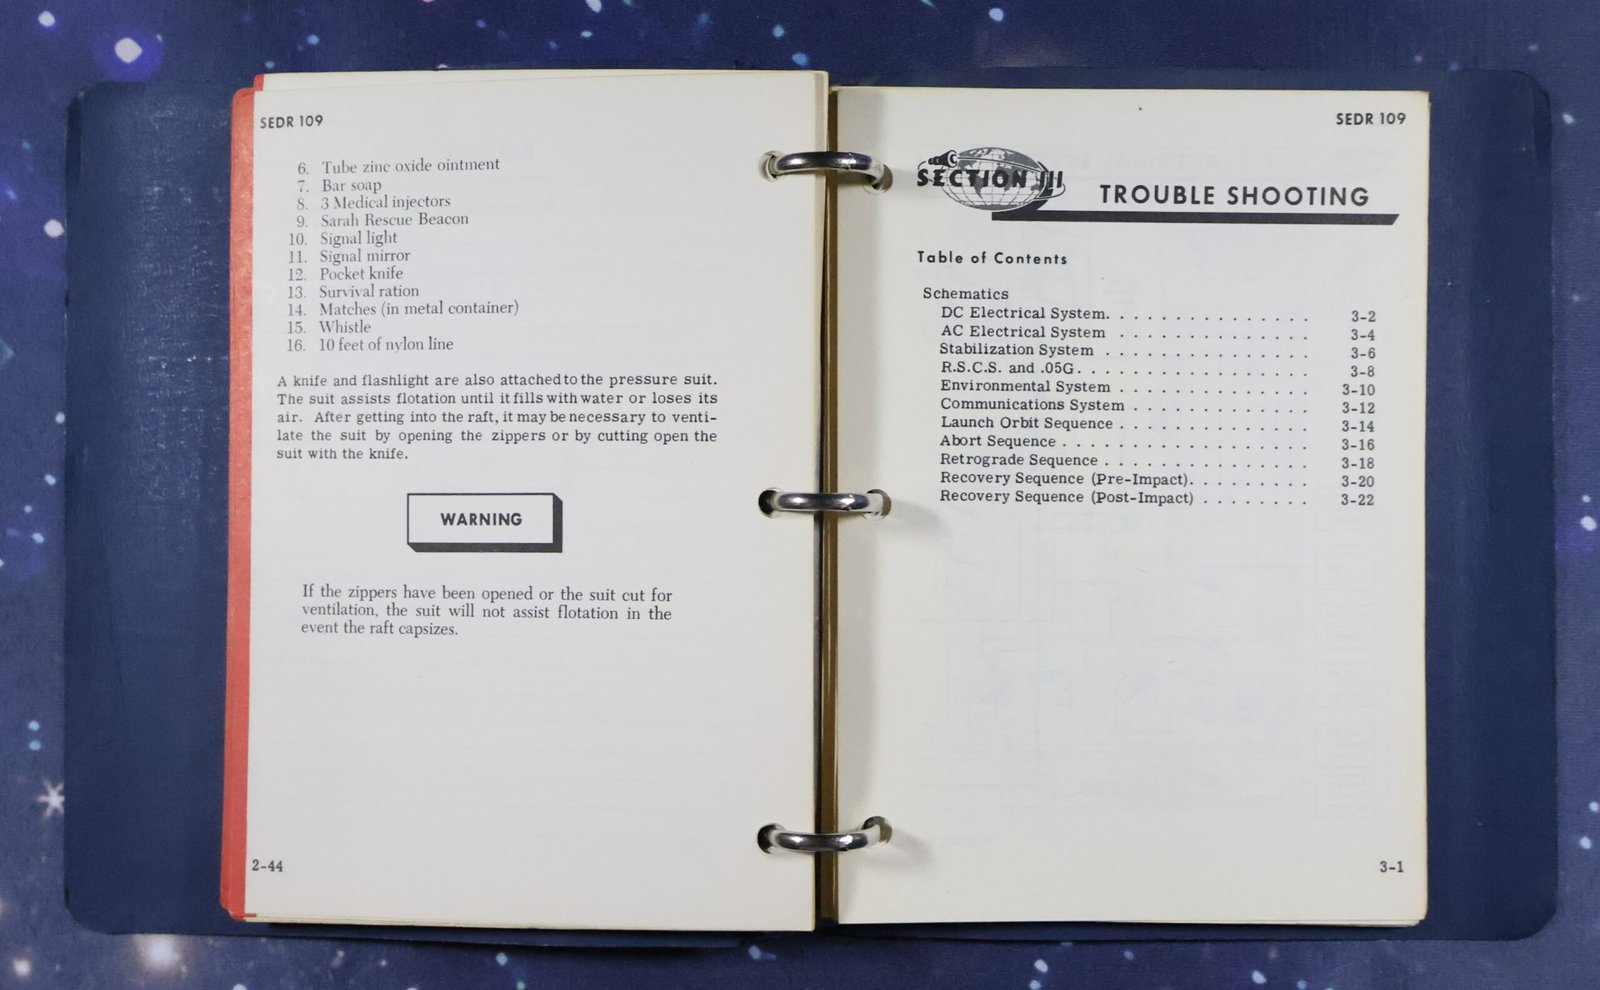 SEDR 109
6. Tube zinc oxide ointment
7. Bar soap
8. 3 Medical injectors
9. Sarah Rescue Beacon
10. Signal light
11. Signal mirror
12. Pocket knife
13. Survival ration
14. Matches (in metal container)
15. Whistle
16. 10 feet of nylon line
A knife and flashlight are also attached to the pressure suit.
The suit assists flotation until it fills with water or loses its
air. After getting into the raft, it may be necessary to venti-
late the suit by opening the zippers or by cutting open the
suit with the knife.
WARNING
If the zippers have been opened or the suit cut for
ventilation, the suit will not assist flotation in the
event the raft capsizes.
2-44
SEDR 109
SECTION III
TROUBLE SHOOTING
Table of Contents
Schematics
DC Electrical System. . . . . . . . . . . . . . . 3-2
AC Electrical System . . . . . . . . . . . . . . 3-4
Stabilization System . . . . . . . . . . . . . . 3-6
R.S.C.S. and .05G. . . . . . . . . . . . . . . . . 3-8
Environmental System . . . . . . . . . . . . . 3-10
Communications System . . . . . . . . . . . . 3-12
Launch Orbit Sequence . . . . . . . . . . . . . 3-14
Abort Sequence . . . . . . . . . . . . . . . . . 3-16
Retrograde Sequence . . . . . . . . . . . . . . 3-18
Recovery Sequence (Pre-Impact). . . . . . . . . 3-20
Recovery Sequence (Post-Impact) . . . . . . . . 3-22
3-1